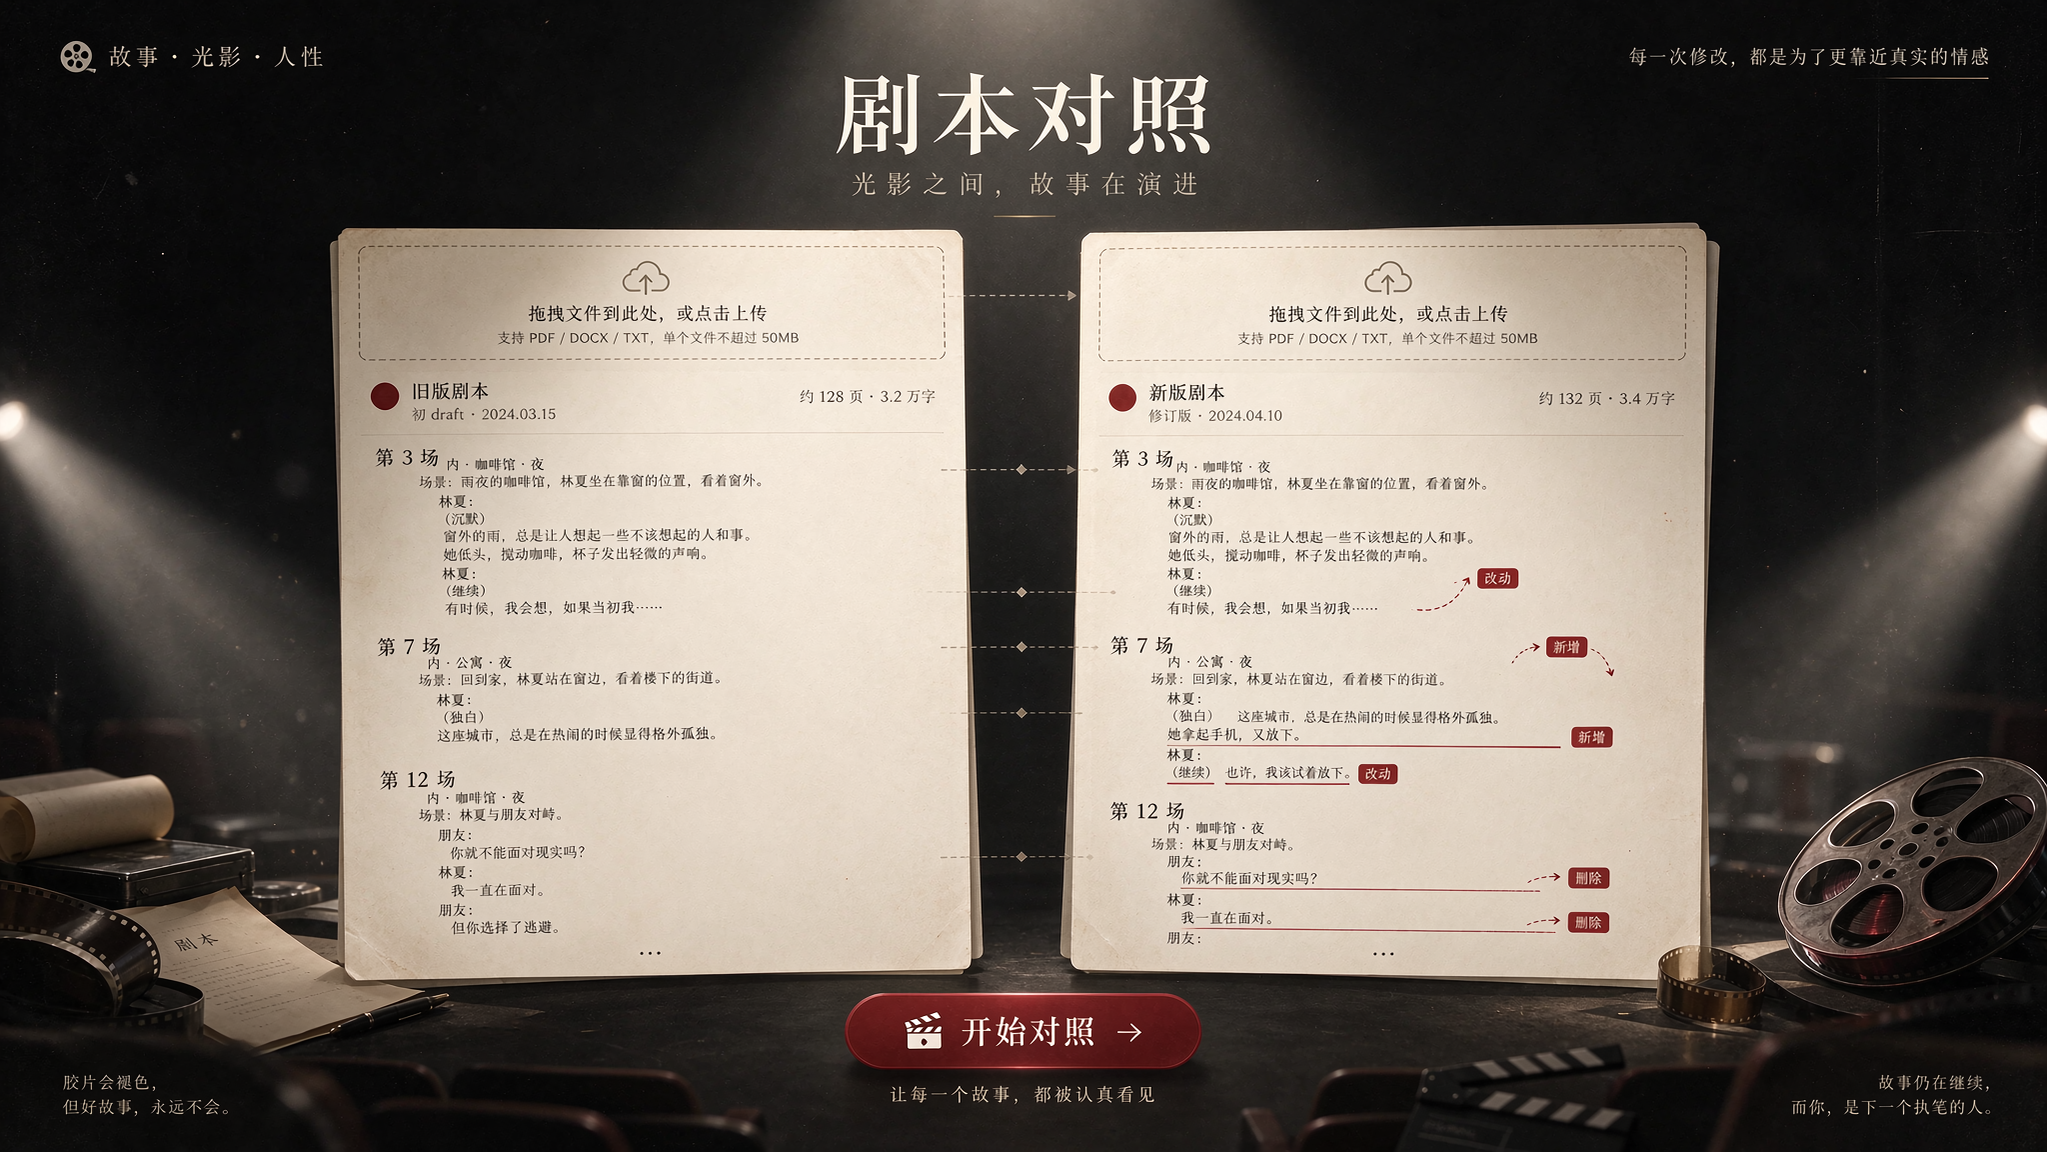 故事·光影·人性
每一次修改，都是为了更靠近真实的情感
剧本对照
光影之间，故事在演进
拖拽文件到此处，或点击上传
支持 PDF / DOCX / TXT，单个文件不超过 50MB
旧版剧本
约 128 页 · 3.2 万字
初 draft · 2024.03.15
第 3 场
内 · 咖啡馆 · 夜
场景：雨夜的咖啡馆，林夏坐在靠窗的位置，看着窗外。
林夏：
（沉默）
窗外的雨，总是让人想起一些不该想起的人和事。
她低头，搅动咖啡，杯子发出轻微的声响。
林夏：
（继续）
有时候，我会想，如果当初我……
第 7 场
内 · 公寓 · 夜
场景：回到家，林夏站在窗边，看着楼下的街道。
林夏：
（独白）
这座城市，总是在热闹的时候显得格外孤独。
第 12 场
内 · 咖啡馆 · 夜
场景：林夏与朋友对峙。
朋友：
你就不能面对现实吗？
林夏：
我一直在面对。
朋友：
但你选择了逃避。
…
拖拽文件到此处，或点击上传
支持 PDF / DOCX / TXT，单个文件不超过 50MB
新版剧本
约 132 页 · 3.4 万字
修订版 · 2024.04.10
第 3 场
内 · 咖啡馆 · 夜
场景：雨夜的咖啡馆，林夏坐在靠窗的位置，看着窗外。
林夏：
（沉默）
窗外的雨，总是让人想起一些不该想起的人和事。
她低头，搅动咖啡，杯子发出轻微的声响。
林夏：
改动
（继续）
有时候，我会想，如果当初我……
第 7 场
新增
内 · 公寓 · 夜
场景：回到家，林夏站在窗边，看着楼下的街道。
林夏：
（独白） 这座城市，总是在热闹的时候显得格外孤独。
她拿起手机，又放下。 新增
林夏：
（继续） 也许，我该试着放下。 改动
第 12 场
内 · 咖啡馆 · 夜
场景：林夏与朋友对峙。
朋友：
你就不能面对现实吗？ 删除
林夏：
我一直在面对。 删除
朋友：
…
剧本
开始对照 →
让每一个故事，都被认真看见
胶片会褪色，
但好故事，永远不会。
故事仍在继续，
而你，是下一个执笔的人。